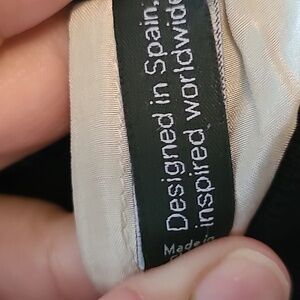 Designed in Spain,
inspired worldwide
Made in